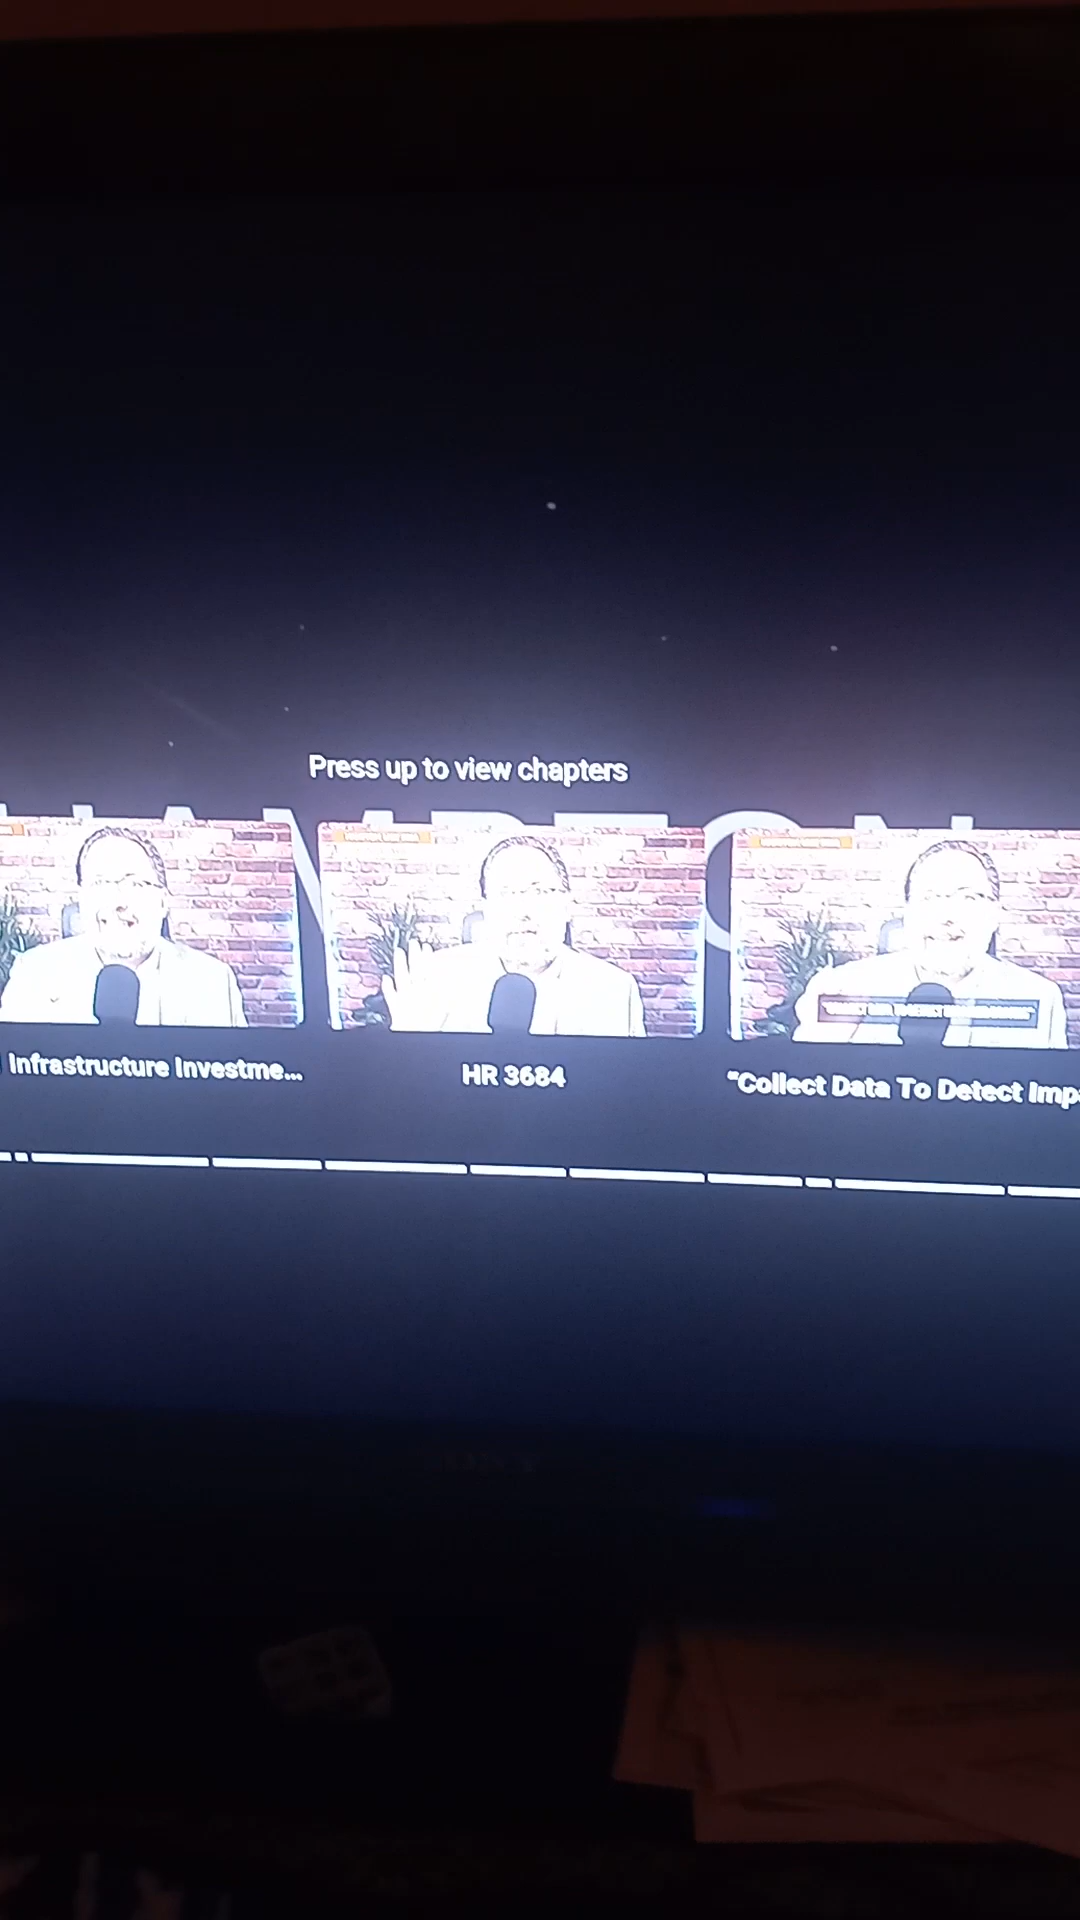 Press up to view chapters
Infrastructure Investme...
HR 3684
“Collect Data To Detect Imp